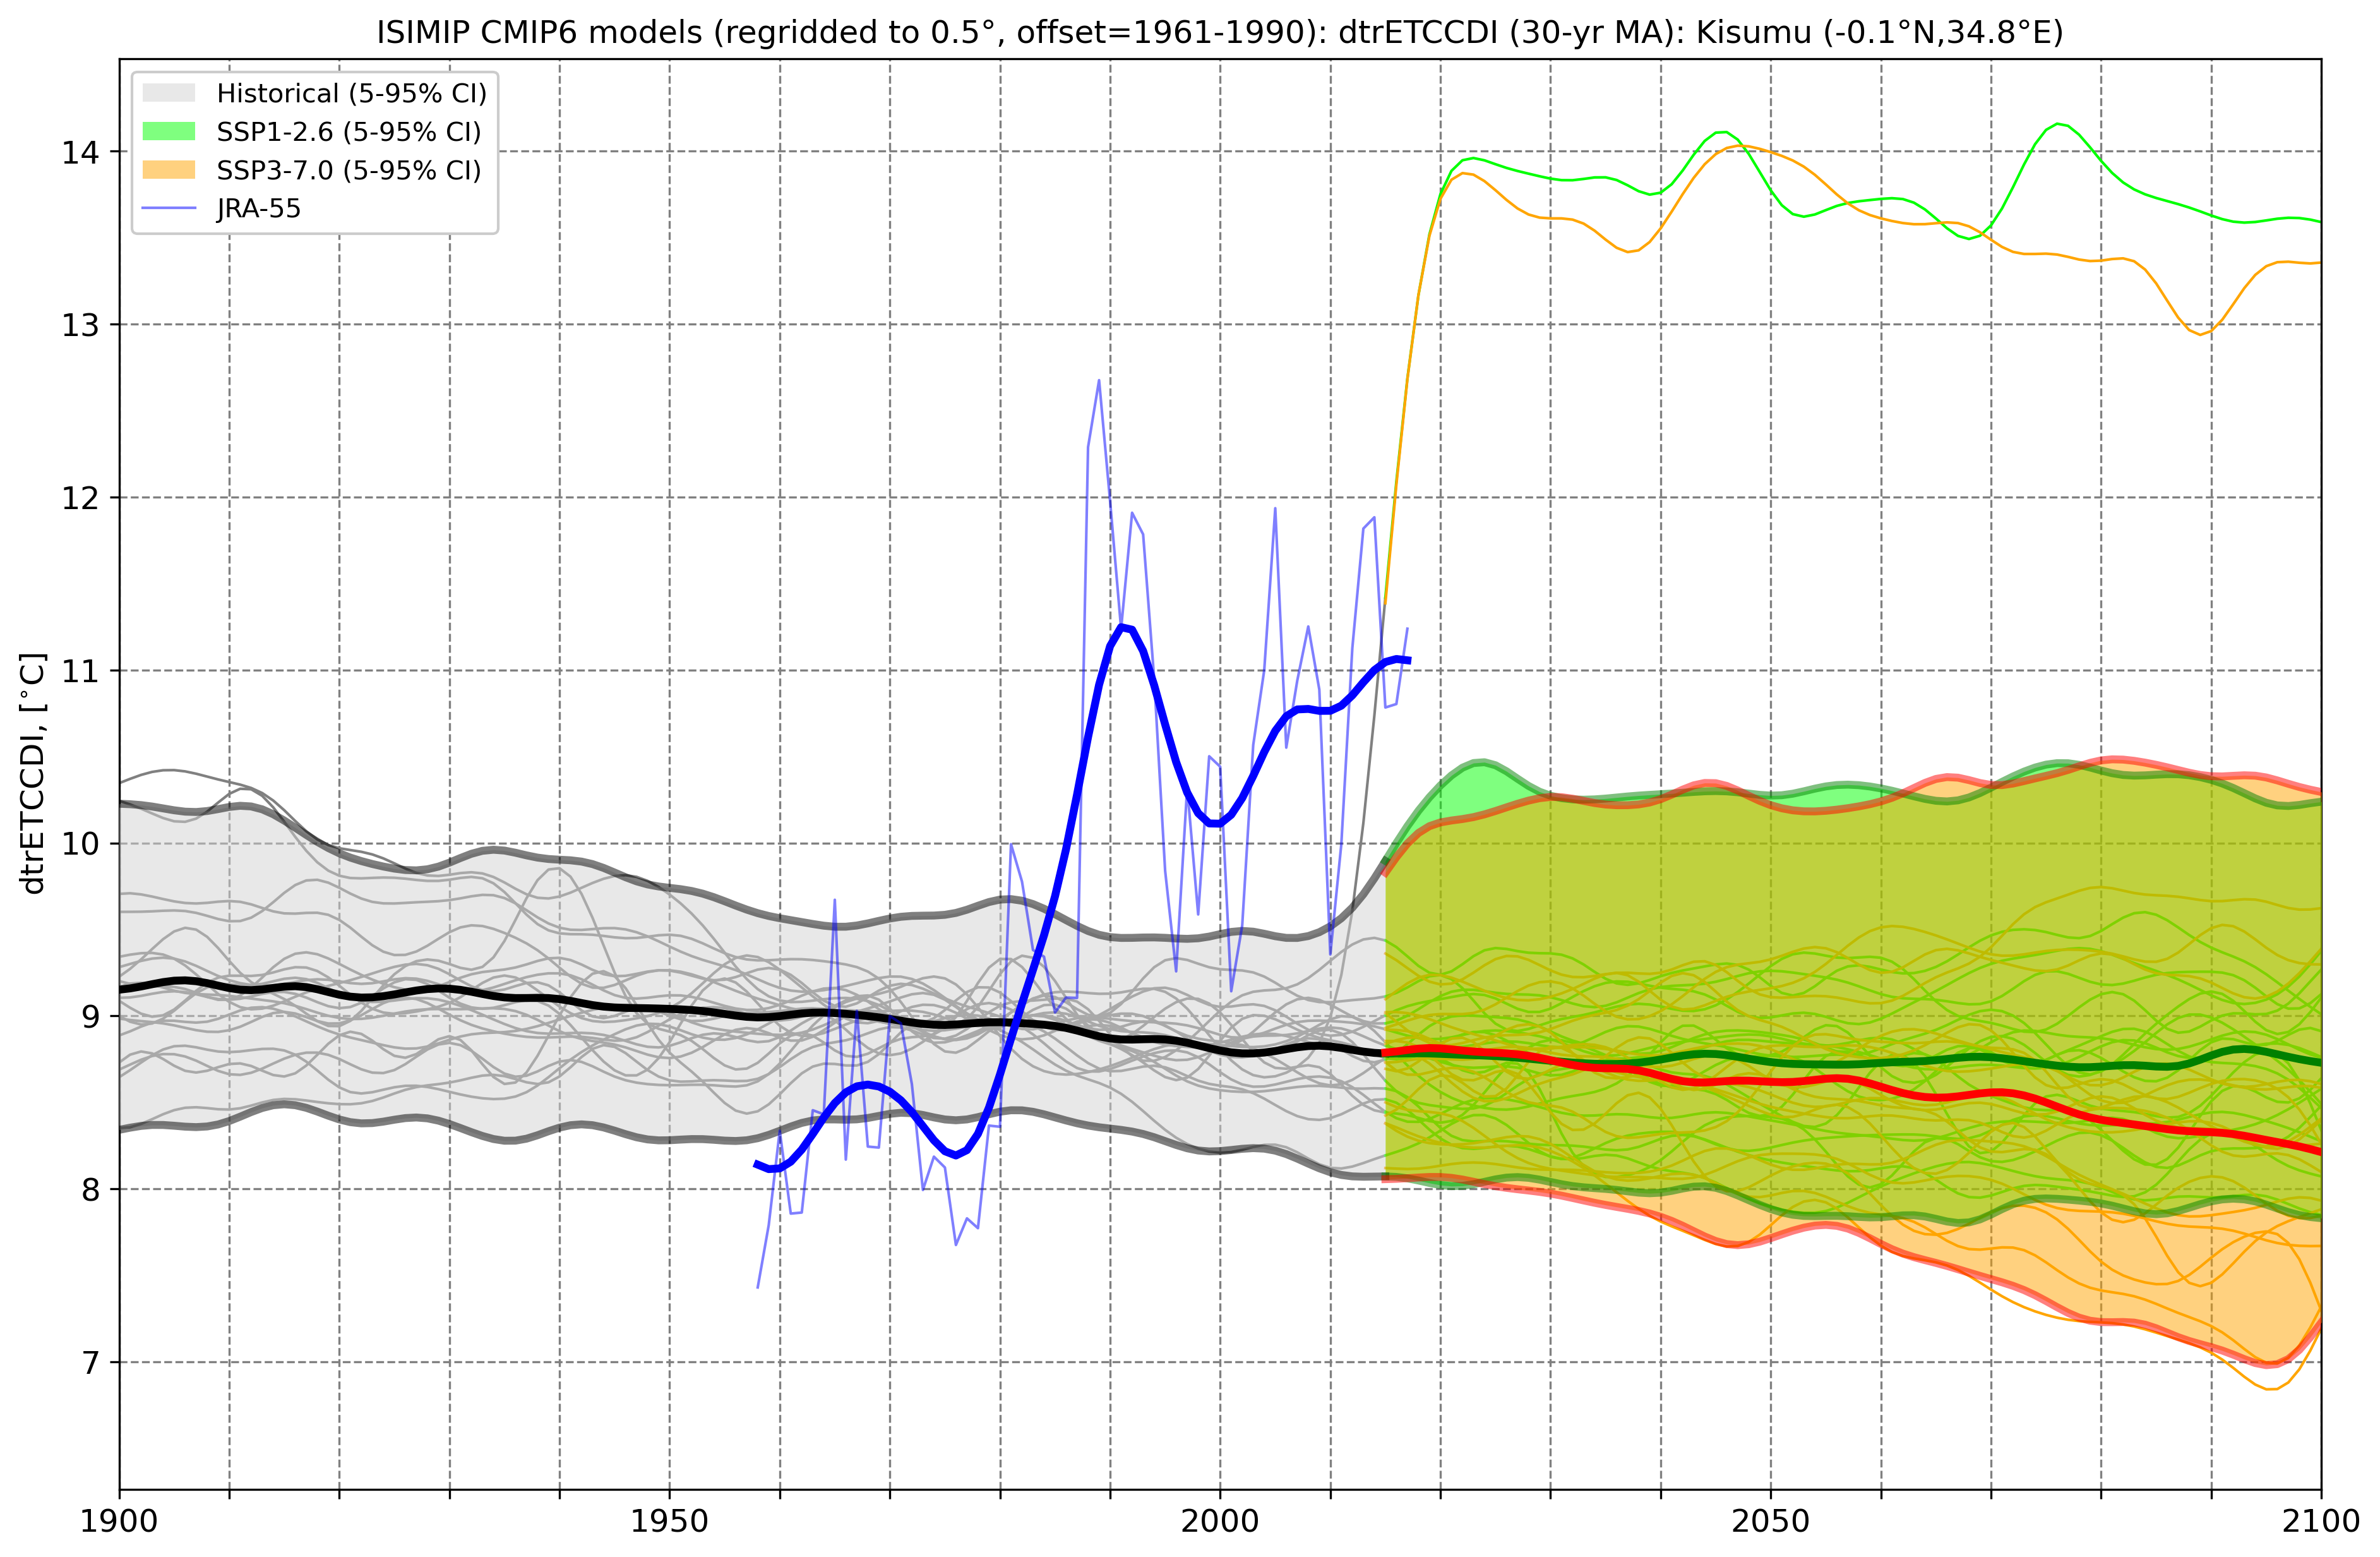 ISIMIP CMIP6 models (regridded to 0.5°, offset=1961-1990): dtrETCCDI (30-yr MA): Kisumu (-0.1°N,34.8°E)
Historical (5-95% CI)
SSP1-2.6 (5-95% CI)
SSP3-7.0 (5-95% CI)
JRA-55
dtrETCCDI, [°C]
14
13
12
11
10
9
8
7
1900
1950
2000
2050
2100